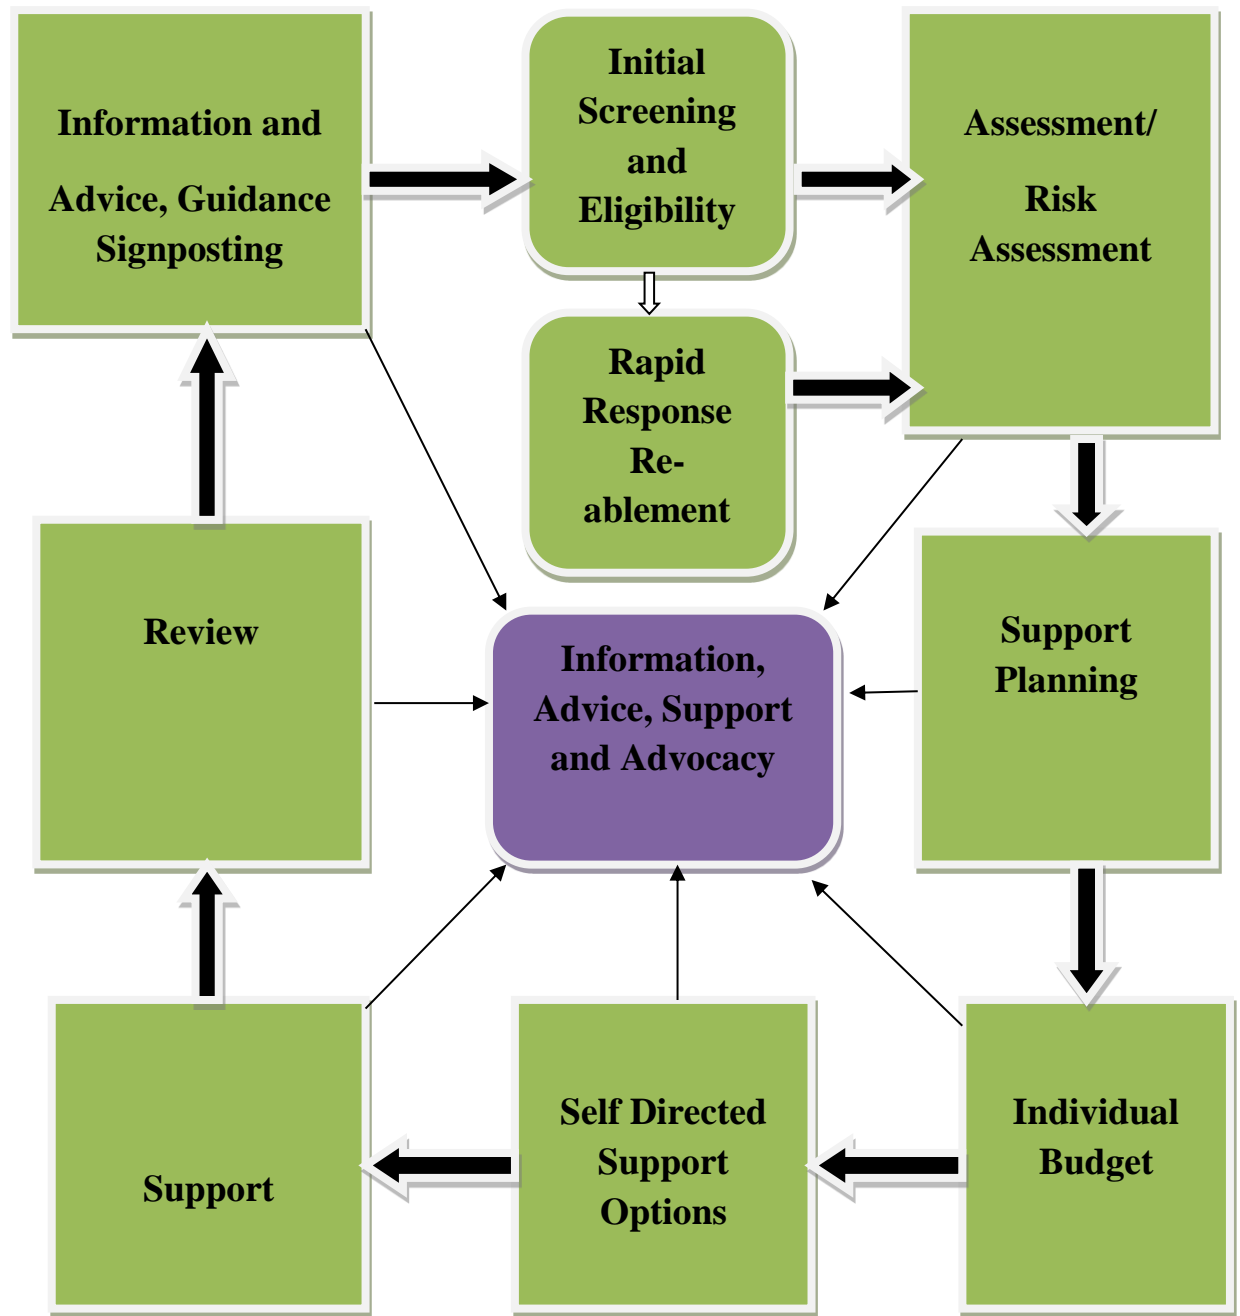 Information and
Advice, Guidance
Signposting
Initial
Screening
and
Eligibility
Assessment/
Risk
Assessment
Rapid
Response
Re-
ablement
Review
Information,
Advice, Support
and Advocacy
Support
Planning
Support
Self Directed
Support
Options
Individual
Budget